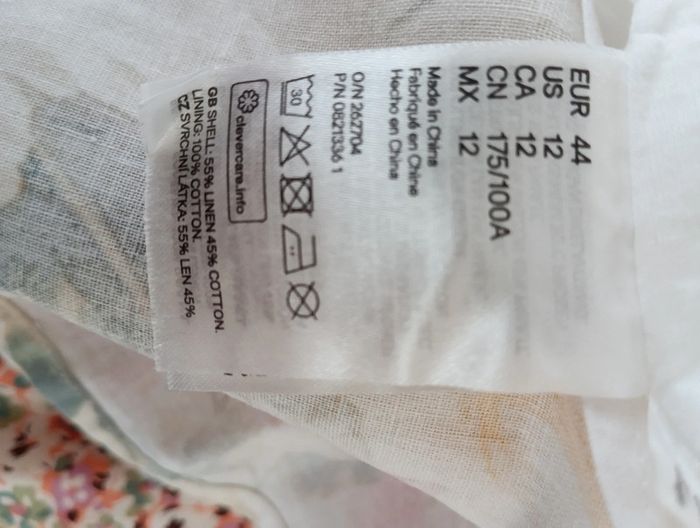 EUR 44
US 12
CA 12
CN 175/100A
MX 12
Made in China
Fabriqué en Chine
Hecho en China
O/N 262704
P/N 0821336 1
30
clevercare.info
GB SHELL: 55% LINEN 45% COTTON.
LINING: 100% COTTON.
CZ SVRCHNÍ LÁTKA: 55% LEN 45%